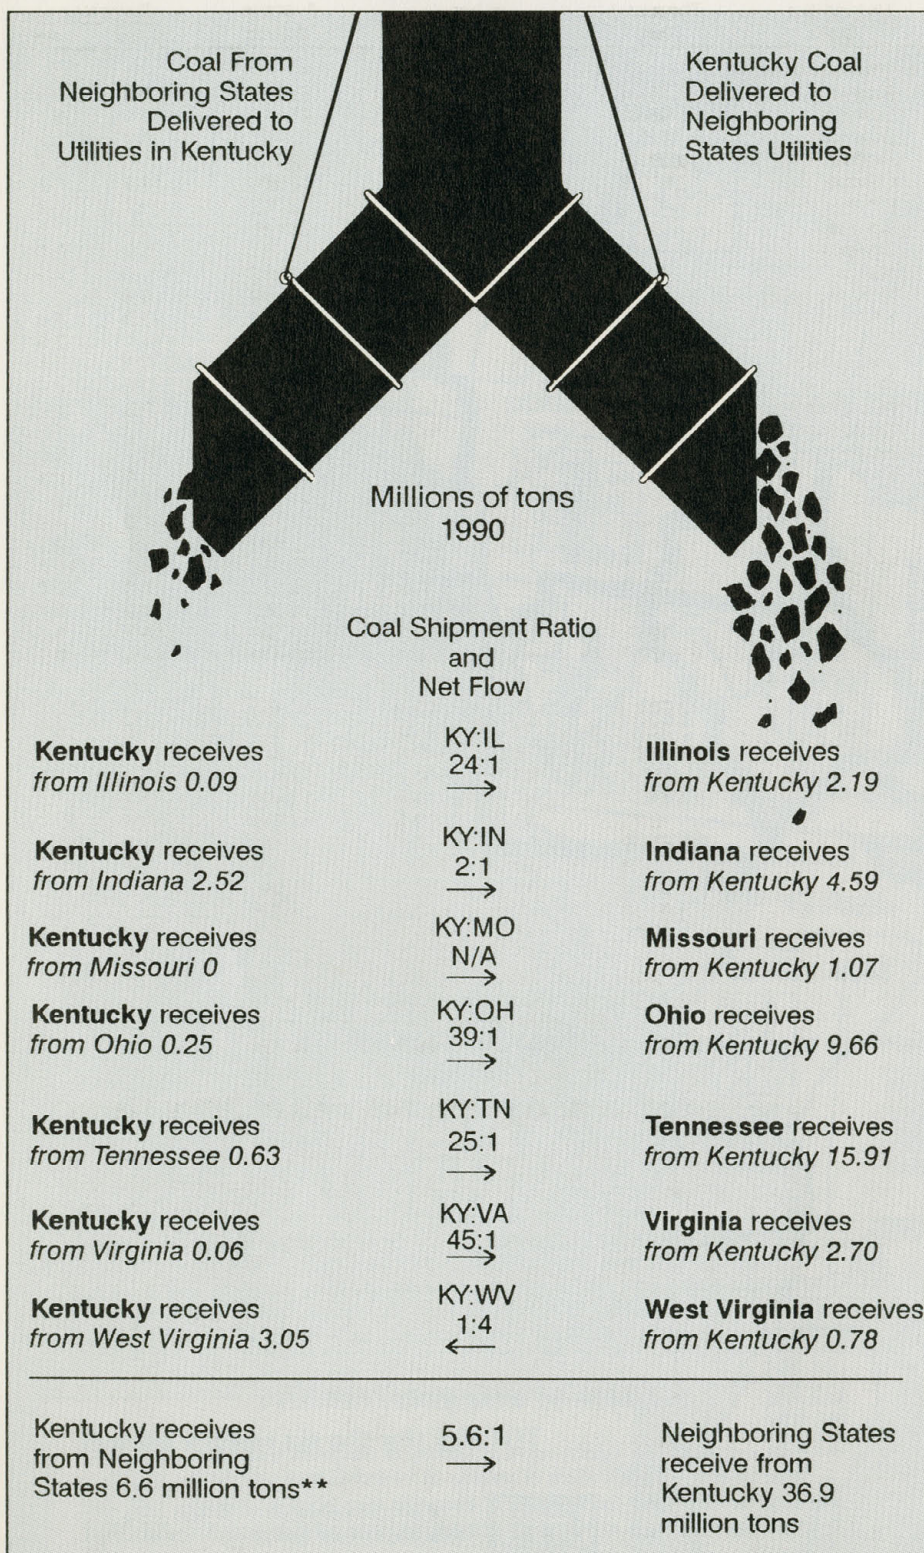 Coal From
Neighboring States
Delivered to
Utilities in Kentucky
Kentucky Coal
Delivered to
Neighboring
States Utilities
Millions of tons
1990
Coal Shipment Ratio
and
Net Flow
Kentucky receives
from Illinois 0.09
KY:IL
24:1
→
Illinois receives
from Kentucky 2.19
Kentucky receives
from Indiana 2.52
KY:IN
2:1
→
Indiana receives
from Kentucky 4.59
Kentucky receives
from Missouri 0
KY:MO
N/A
→
Missouri receives
from Kentucky 1.07
Kentucky receives
from Ohio 0.25
KY:OH
39:1
→
Ohio receives
from Kentucky 9.66
Kentucky receives
from Tennessee 0.63
KY:TN
25:1
→
Tennessee receives
from Kentucky 15.91
Kentucky receives
from Virginia 0.06
KY:VA
45:1
→
Virginia receives
from Kentucky 2.70
Kentucky receives
from West Virginia 3.05
KY:WV
1:4
←
West Virginia receives
from Kentucky 0.78
Kentucky receives
from Neighboring
States 6.6 million tons**
5.6:1
→
Neighboring States
receive from
Kentucky 36.9
million tons